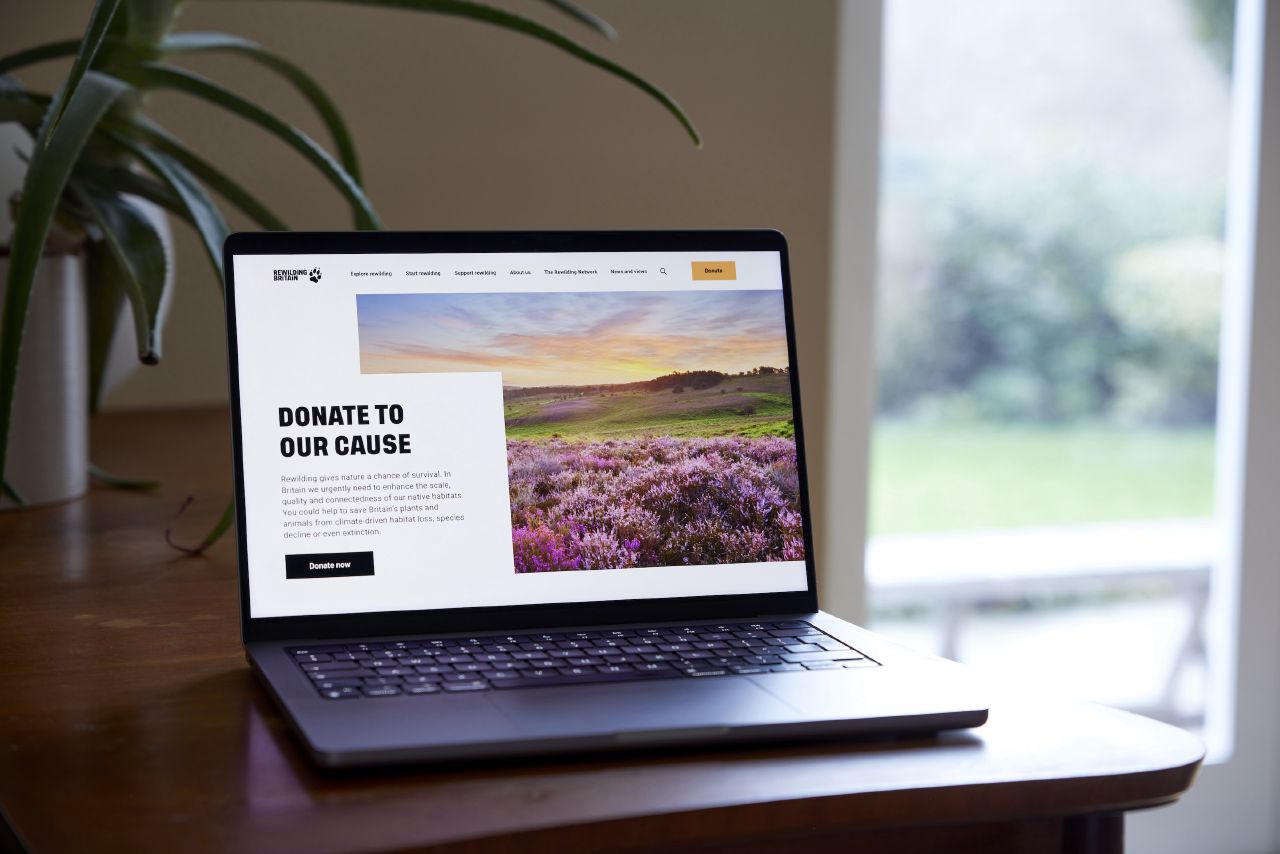 REWILDING
BRITAIN
Explore rewilding
Start rewilding
Support rewilding
About us
The Rewilding Network
News and views
Donate
DONATE TO
OUR CAUSE
Rewilding gives nature a chance of survival. In
Britain we urgently need to enhance the scale,
quality and connectedness of our native habitats.
You could help to save Britain's plants and
animals from climate-driven habitat loss, species
decline or even extinction.
Donate now